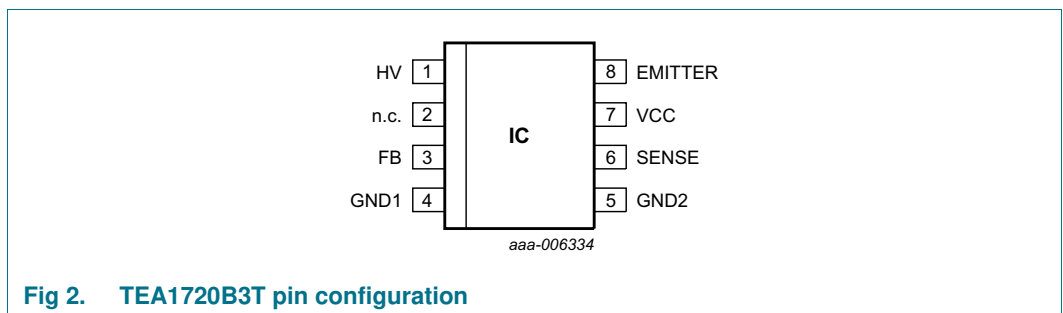 HV 1 8 EMITTER
n.c. 2 7 VCC
IC
FB 3 6 SENSE
GND1 4 5 GND2
aaa-006334
Fig 2. TEA1720B3T pin configuration